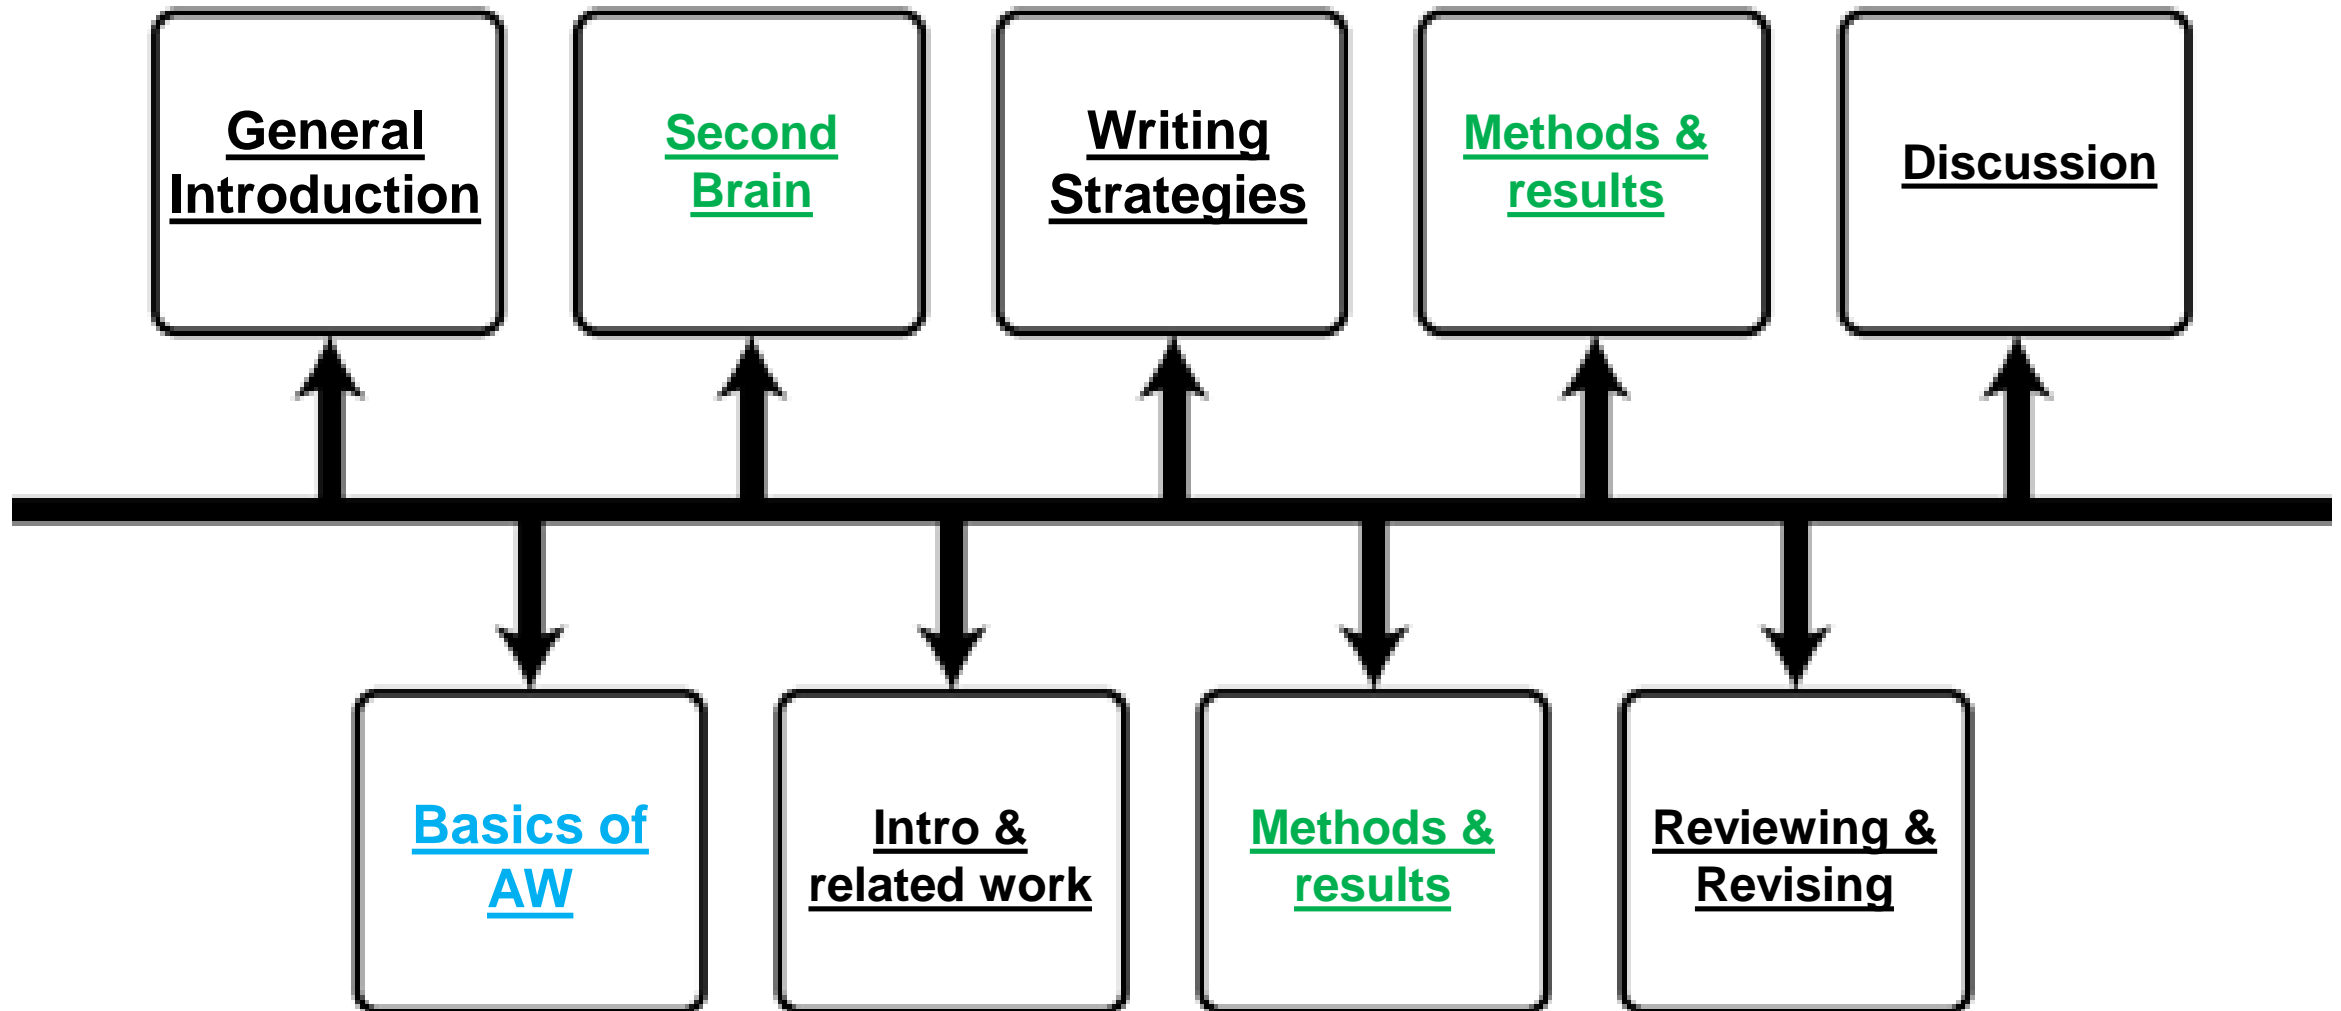 General
Introduction
Second
Brain
Writing
Strategies
Methods &
results
Discussion
Basics of
AW
Intro &
related work
Methods &
results
Reviewing &
Revising